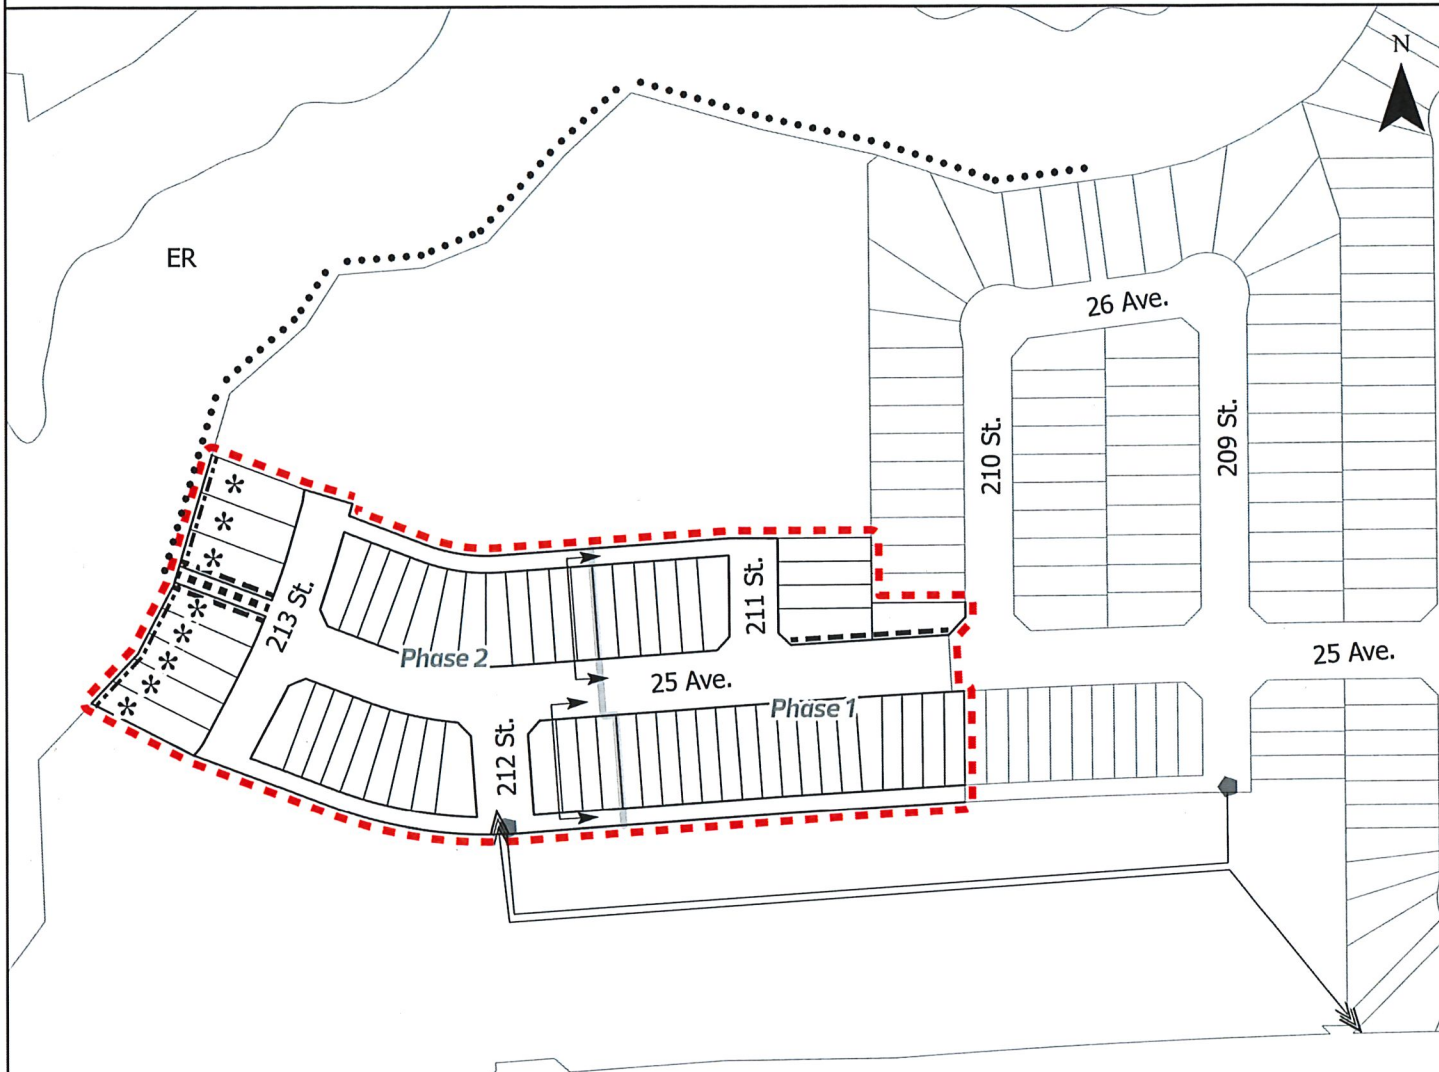 N
ER
26 Ave.
210 St.
209 St.
211 St.
213 St.
Phase 2
25 Ave.
25 Ave.
Phase 1
212 St.